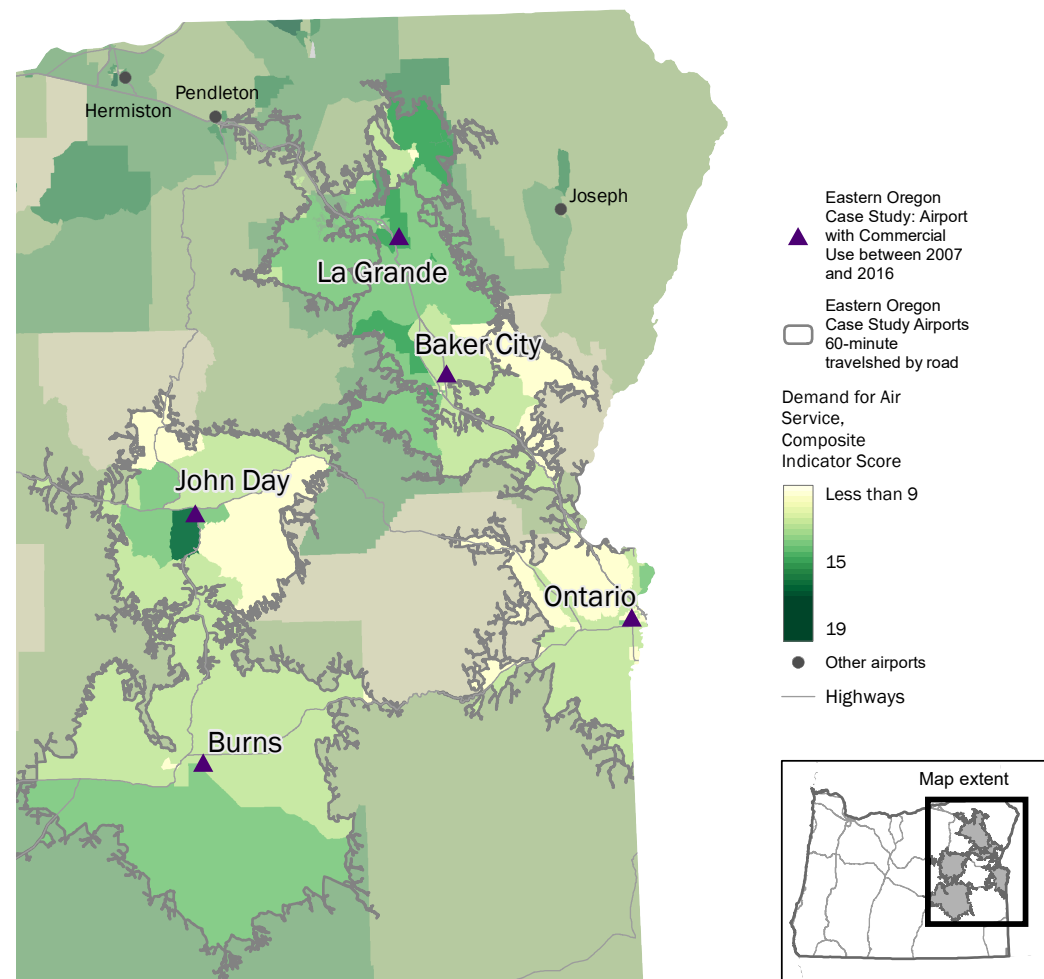 Pendleton
Hermiston
Joseph
La Grande
Baker City
John Day
Ontario
Burns
Eastern Oregon
Case Study: Airport
with Commercial
Use between 2007
and 2016
Eastern Oregon
Case Study Airports
60-minute
travelshed by road
Demand for Air
Service,
Composite
Indicator Score
Less than 9
15
19
Other airports
Highways
Map extent